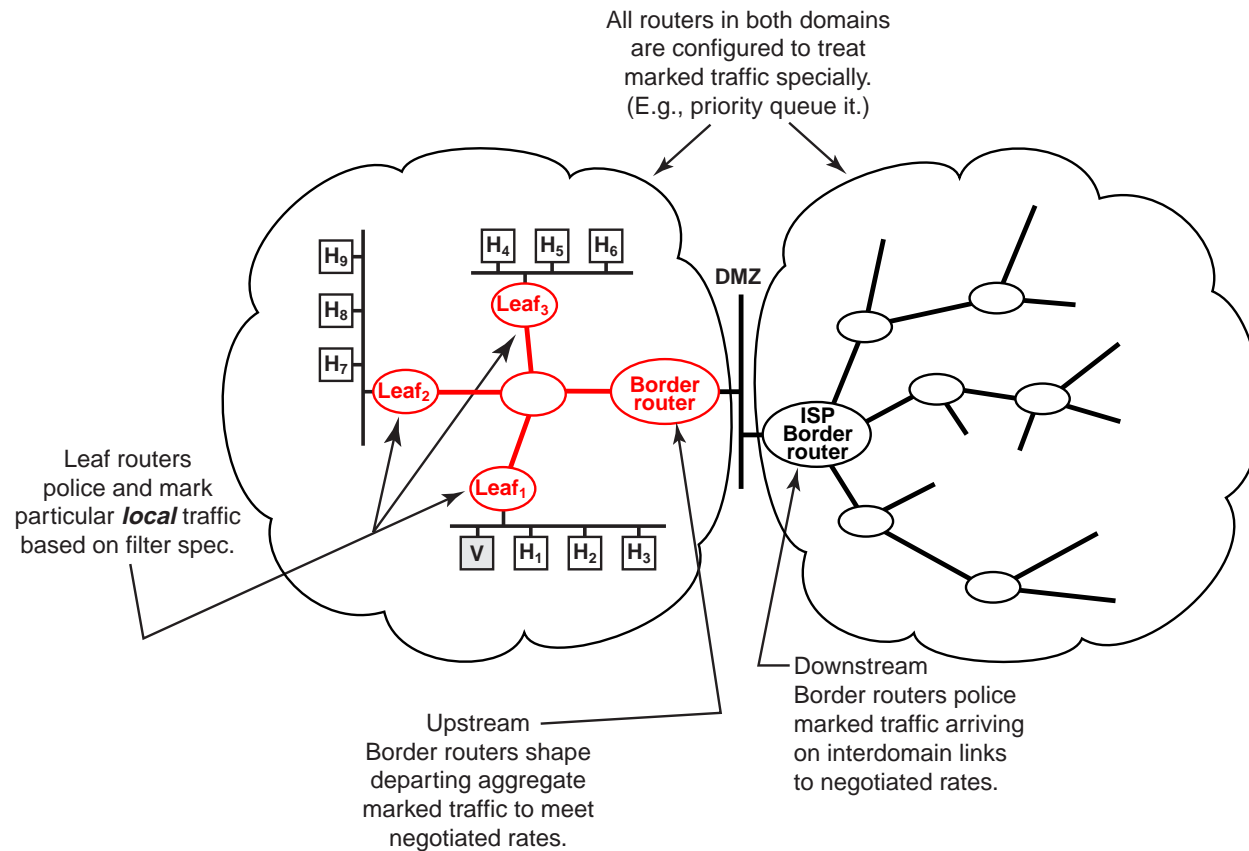 All routers in both domains
are configured to treat
marked traffic specially.
(E.g., priority queue it.)
H4
H5
H6
H9
H8
H7
Leaf3
Leaf2
Border
router
DMZ
ISP
Border
router
Leaf1
V
H1
H2
H3
Leaf routers
police and mark
particular local traffic
based on filter spec.
Upstream
Border routers shape
departing aggregate
marked traffic to meet
negotiated rates.
Downstream
Border routers police
marked traffic arriving
on interdomain links
to negotiated rates.